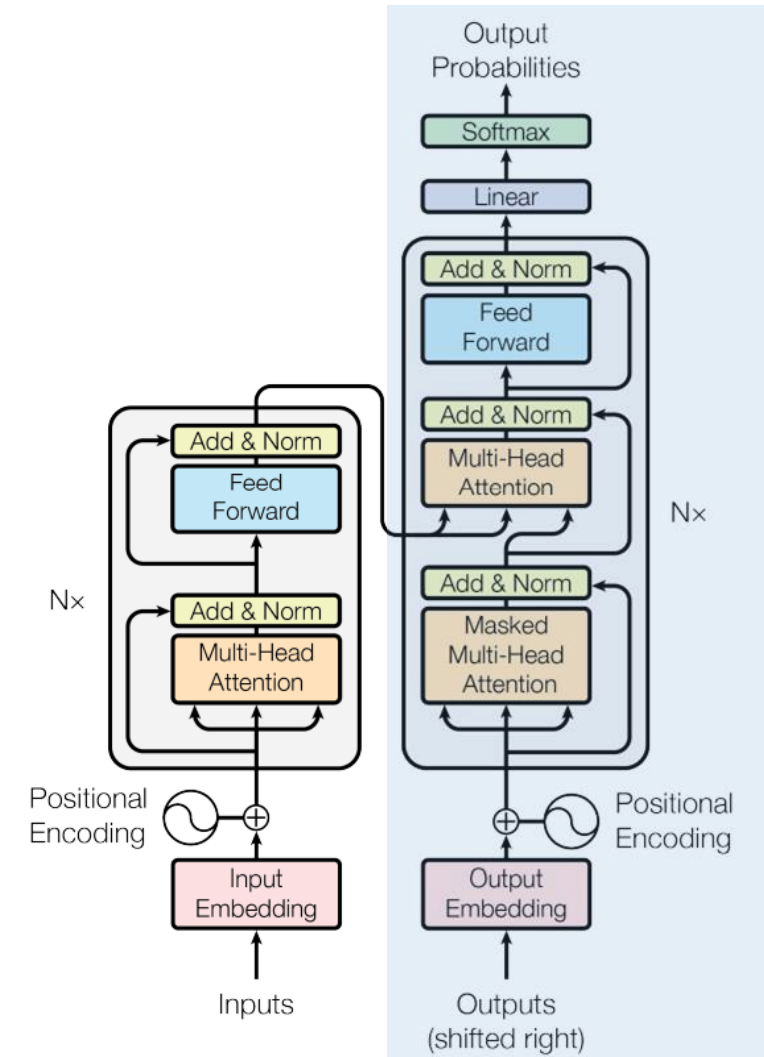 Output
Probabilities
Softmax
Linear
Add & Norm
Feed
Forward
Add & Norm
Multi-Head
Attention
Nx
Add & Norm
Masked
Multi-Head
Attention
Add & Norm
Feed
Forward
Nx
Add & Norm
Multi-Head
Attention
Positional
Encoding
Positional
Encoding
Input
Embedding
Output
Embedding
Inputs
Outputs
(shifted right)